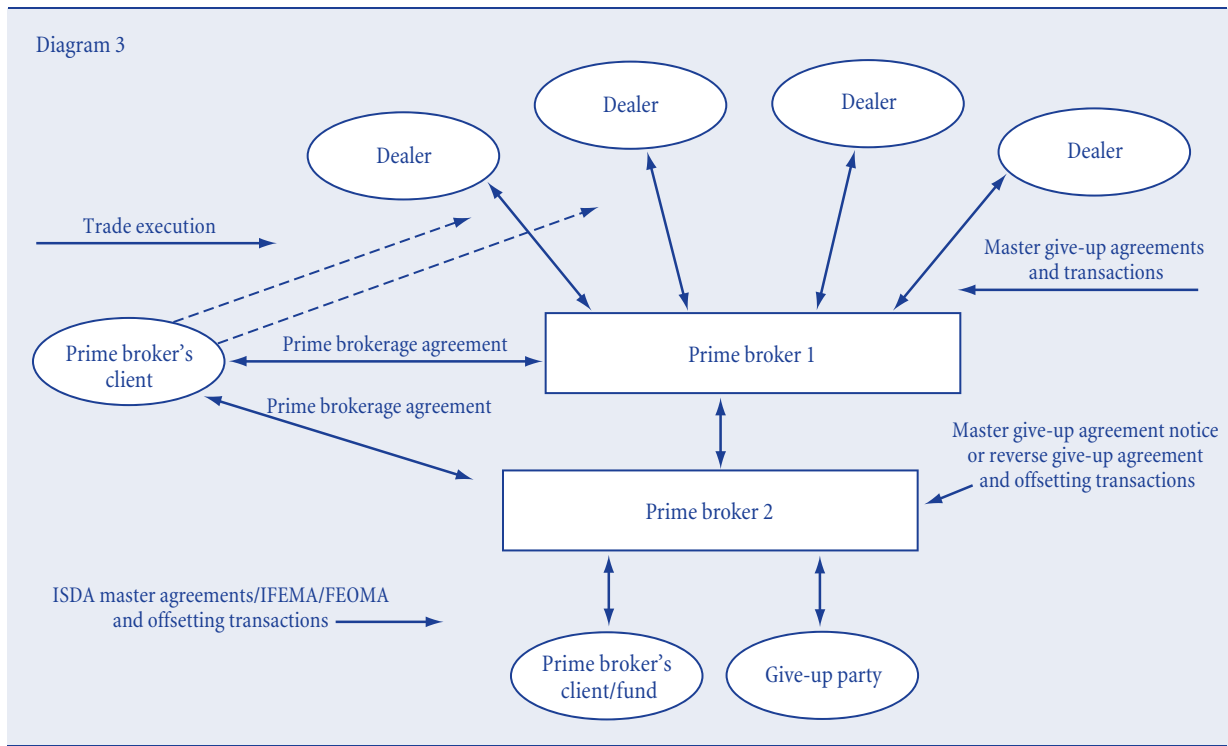 Diagram 3
Dealer
Dealer
Dealer
Dealer
Trade execution
Master give-up agreements
and transactions
Prime broker’s
client
Prime brokerage agreement
Prime broker 1
Prime brokerage agreement
Master give-up agreement notice
or reverse give-up agreement
and offsetting transactions
Prime broker 2
ISDA master agreements/IFEMA/FEOMA
and offsetting transactions
Prime broker’s
client/fund
Give-up party